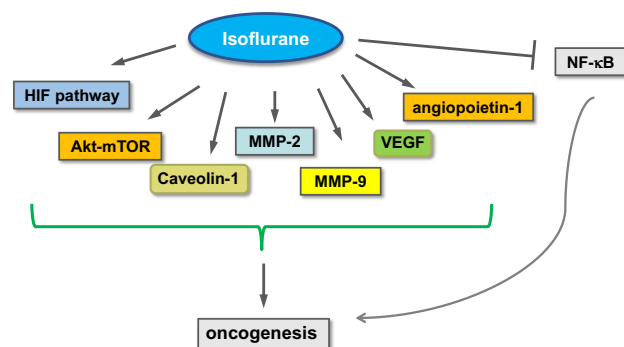 Isoflurane
NF-κB
HIF pathway
angiopoietin-1
Akt-mTOR
MMP-2
VEGF
Caveolin-1
MMP-9
oncogenesis